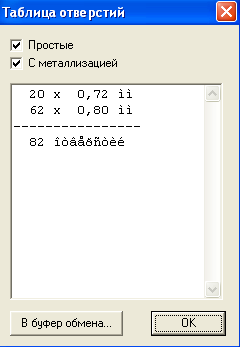 Таблица отверстий
Простые
С металлизацией
20 x 0,72 ìì
62 x 0,80 ìì
----------------
82 îòâåðñòèé
В буфер обмена...
OK